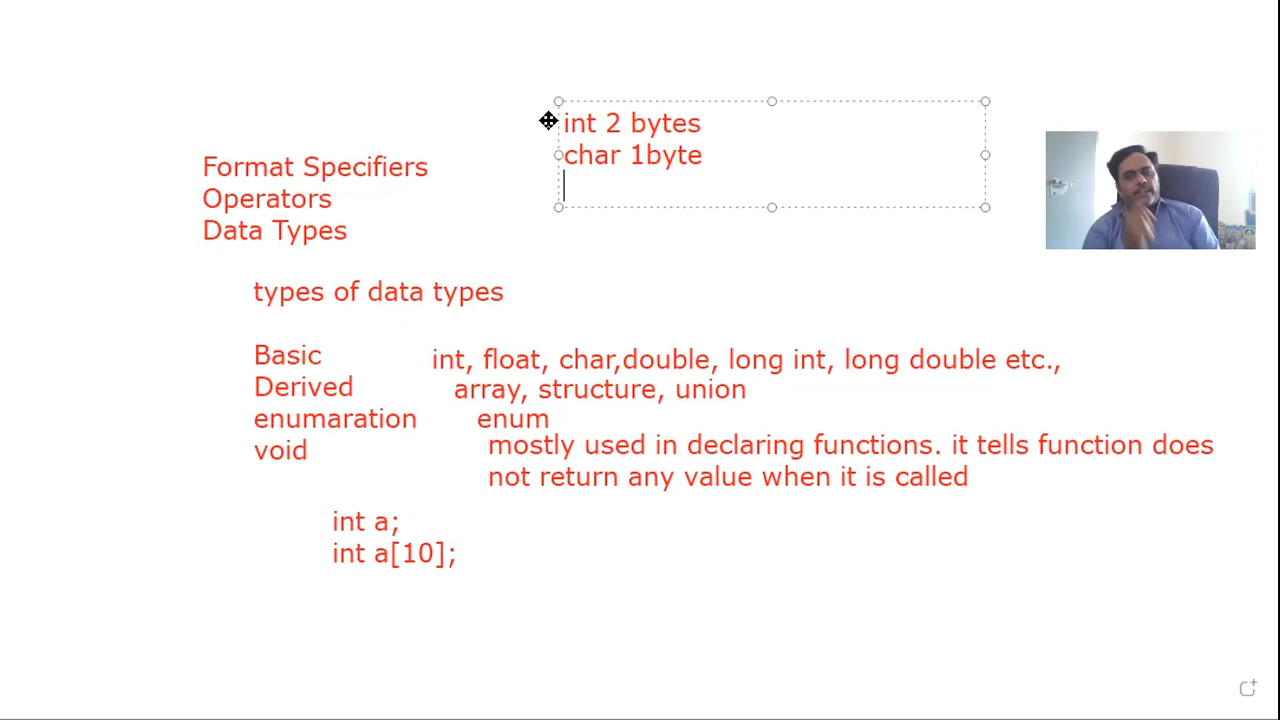 int 2 bytes
char 1byte
Format Specifiers
Operators
Data Types
types of data types
Basic int, float, char,double, long int, long double etc.,
Derived array, structure, union
enumaration enum
void mostly used in declaring functions. it tells function does
not return any value when it is called
int a;
int a[10];